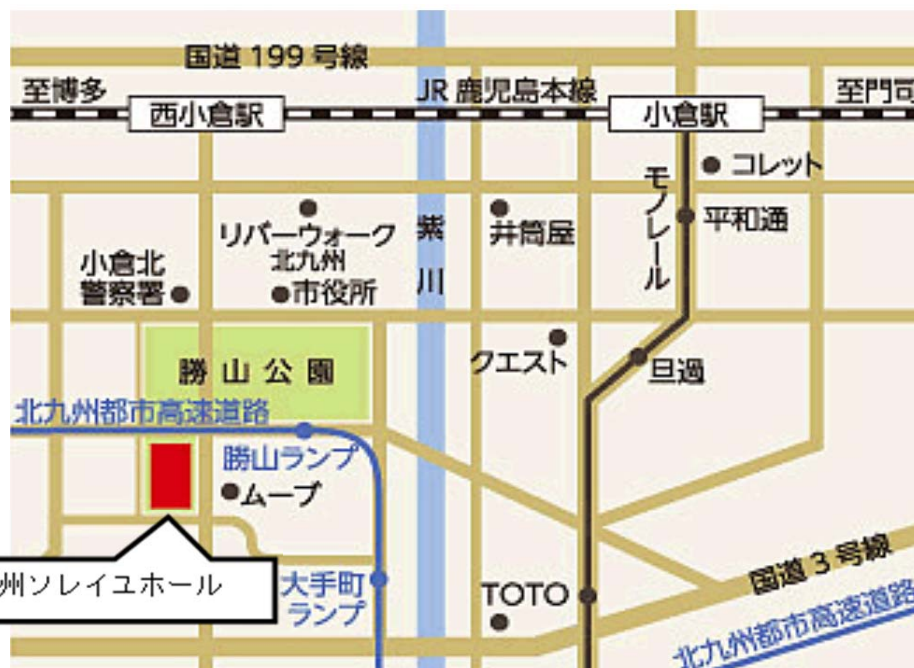 国道 199 号線
至博多
JR 鹿児島本線
至門司
西小倉駅
小倉駅
コレット
モノレール
平和通
リバーウォーク
北九州
紫川
井筒屋
小倉北
警察署
市役所
クエスト
旦過
勝山公園
北九州都市高速道路
勝山ランプ
ムーブ
州ソレイユホール
大手町
ランプ
TOTO
国道 3 号線
北九州都市高速道路